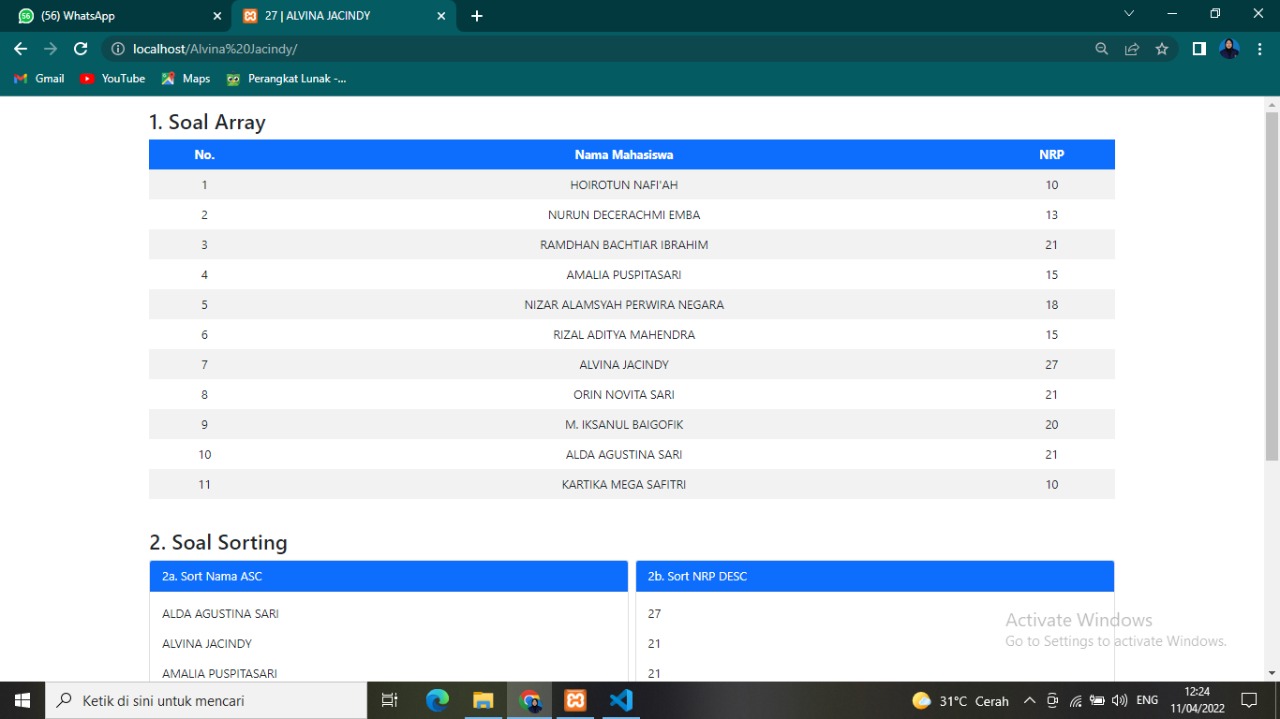 (56) WhatsApp
27 | ALVINA JACINDY
localhost/Alvina%20Jacindy/
Gmail YouTube Maps Perangkat Lunak -...
1. Soal Array
No. Nama Mahasiswa NRP
1 HOIROTUN NAFI'AH 10
2 NURUN DECERACHMI EMBA 13
3 RAMDHAN BACHTIAR IBRAHIM 21
4 AMALIA PUSPITASARI 15
5 NIZAR ALAMSYAH PERWIRA NEGARA 18
6 RIZAL ADITYA MAHENDRA 15
7 ALVINA JACINDY 27
8 ORIN NOVITA SARI 21
9 M. IKSANUL BAIGOFIK 20
10 ALDA AGUSTINA SARI 21
11 KARTIKA MEGA SAFITRI 10
2. Soal Sorting
2a. Sort Nama ASC
ALDA AGUSTINA SARI
ALVINA JACINDY
AMALIA PUSPITASARI
2b. Sort NRP DESC
27
21
21
Activate Windows
Go to Settings to activate Windows.
Ketik di sini untuk mencari
31°C Cerah
ENG
12:24
11/04/2022